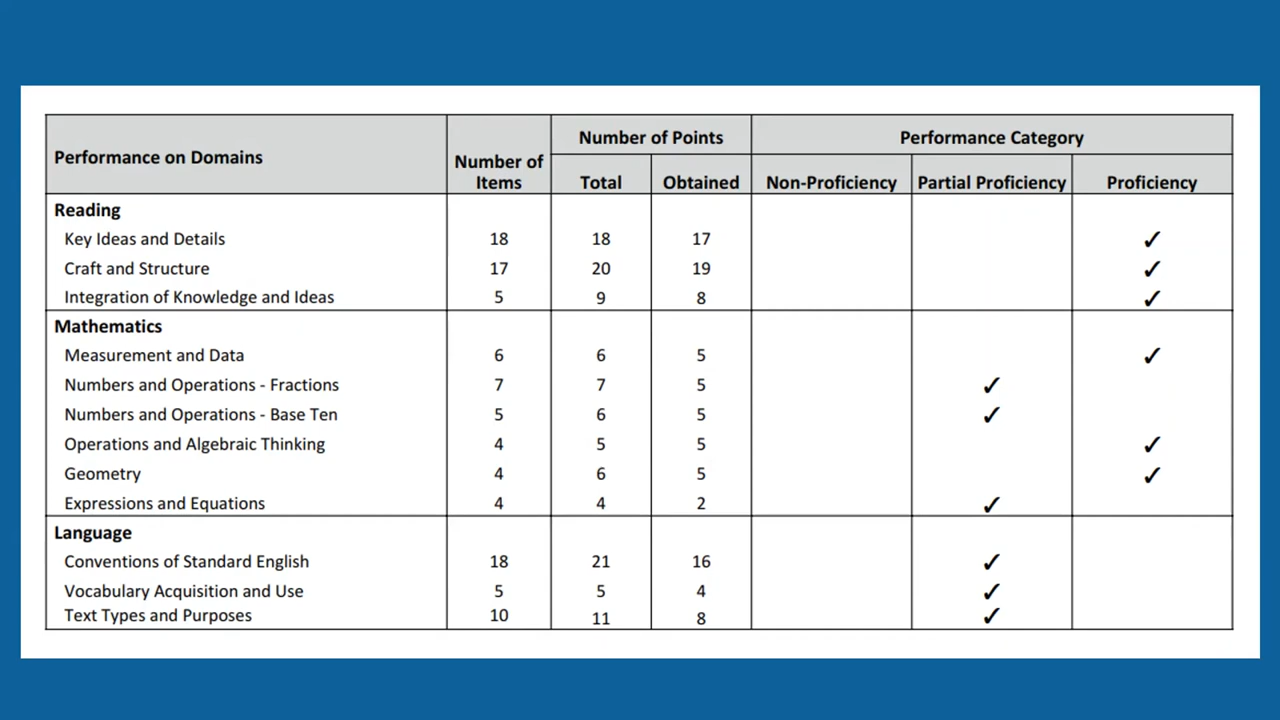 Performance on Domains Number of Items Number of Points Performance Category
Total Obtained Non-Proficiency Partial Proficiency Proficiency
Reading
Key Ideas and Details 18 18 17 ✓
Craft and Structure 17 20 19 ✓
Integration of Knowledge and Ideas 5 9 8 ✓
Mathematics
Measurement and Data 6 6 5 ✓
Numbers and Operations - Fractions 7 7 5 ✓
Numbers and Operations - Base Ten 5 6 5 ✓
Operations and Algebraic Thinking 4 5 5 ✓
Geometry 4 6 5 ✓
Expressions and Equations 4 4 2 ✓
Language
Conventions of Standard English 18 21 16 ✓
Vocabulary Acquisition and Use 5 5 4 ✓
Text Types and Purposes 10 11 8 ✓